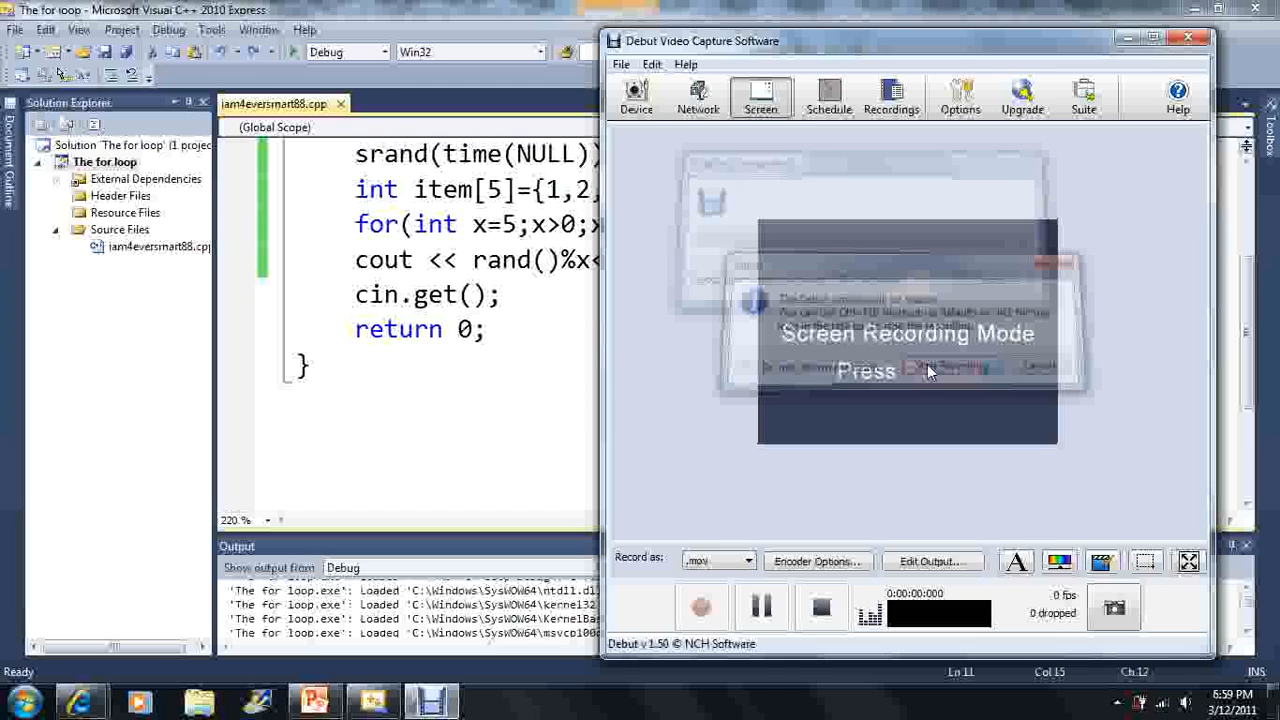 The for loop - Microsoft Visual C++ 2010 Express
File Edit View Project Debug Tools Window Help
Debug
Win32
Solution Explorer
iam4eversmart88.cpp
(Global Scope)
Document Outline
Toolbox
Solution 'The for loop' (1 projec
The for loop
External Dependencies
Header Files
Resource Files
Source Files
iam4eversmart88.cpp
srand(time(NULL))
int item[5]={1,2,
for(int x=5;x>0;x
cout << rand()%x<
cin.get();
return 0;
}
220 %
Output
Show output from
Debug
'The for loop.exe': Loaded 'C:\Windows\SysWOW64\ntdll.dl
'The for loop.exe': Loaded 'C:\Windows\SysWOW64\kernel32
'The for loop.exe': Loaded 'C:\Windows\SysWOW64\KernelBas
'The for loop.exe': Loaded 'C:\Windows\SysWOW64\msvcp100
Ready
Ln 11
Col 15
Ch 12
INS
Debut Video Capture Software
File Edit Help
Device Network Screen Schedule Recordings Options Upgrade Suite Help
Screen Recording Mode
Press
Record as:
.mov
Encoder Options...
Edit Output...
0:00:00:000
0 fps
0 dropped
Debut v 1.50 © NCH Software
6:59 PM
3/12/2011